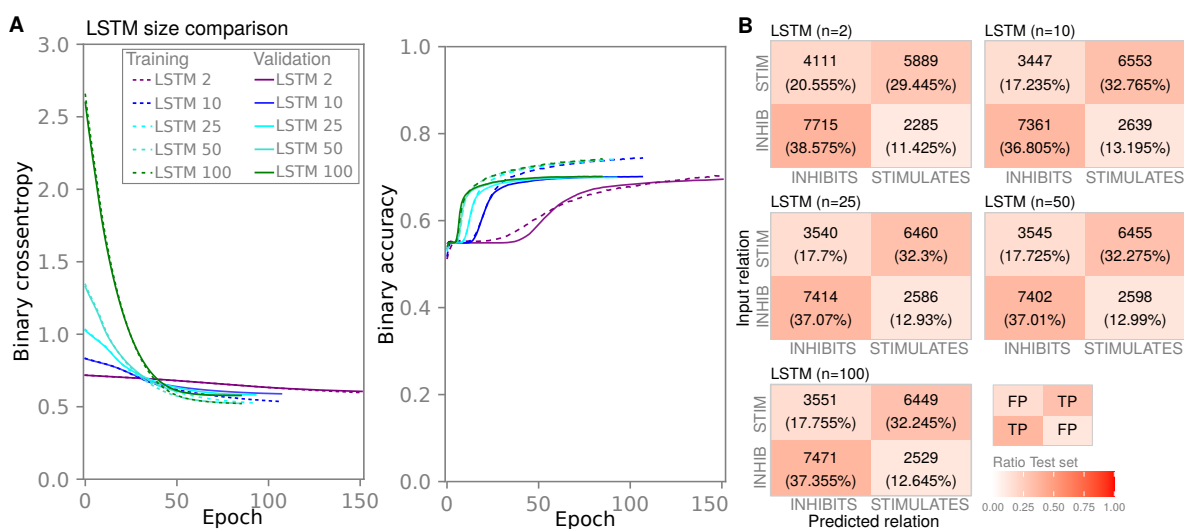 A
LSTM size comparison
Training Validation
LSTM 2 LSTM 2
LSTM 10 LSTM 10
LSTM 25 LSTM 25
LSTM 50 LSTM 50
LSTM 100 LSTM 100
Binary crossentropy
3.0
2.5
2.0
1.5
1.0
0.5
0.0
0 50 100 150
Epoch
Binary accuracy
1.0
0.8
0.6
0.4
0.2
0.0
0 50 100 150
Epoch
B
LSTM (n=2)
STIM
4111 5889
(20.555%) (29.445%)
INHIB
7715 2285
(38.575%) (11.425%)
INHIBITS STIMULATES
LSTM (n=10)
3447 6553
(17.235%) (32.765%)
7361 2639
(36.805%) (13.195%)
INHIBITS STIMULATES
Input relation
LSTM (n=25)
STIM
3540 6460
(17.7%) (32.3%)
INHIB
7414 2586
(37.07%) (12.93%)
INHIBITS STIMULATES
LSTM (n=50)
3545 6455
(17.725%) (32.275%)
7402 2598
(37.01%) (12.99%)
INHIBITS STIMULATES
LSTM (n=100)
STIM
3551 6449
(17.755%) (32.245%)
INHIB
7471 2529
(37.355%) (12.645%)
INHIBITS STIMULATES
Predicted relation
FP TP
TP FP
Ratio Test set
0.00 0.25 0.50 0.75 1.00